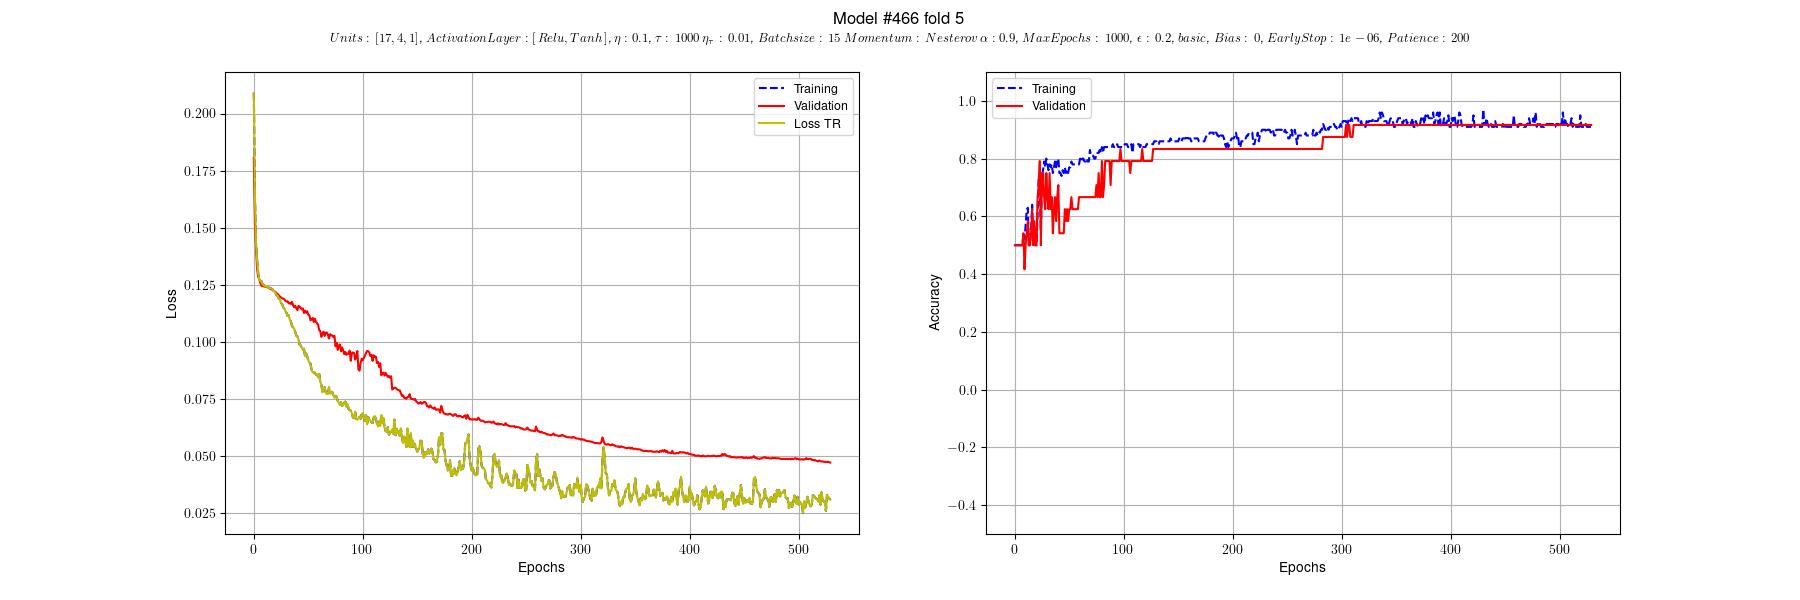 Model #466 fold 5
Units : [17, 4, 1], ActivationLayer : [Relu, Tanh], η : 0.1, τ : 1000 ητ : 0.01, Batchsize : 15 Momentum : Nesterov α : 0.9, MaxEpochs : 1000, ϵ : 0.2, basic, Bias : 0, EarlyStop : 1e − 06, Patience : 200
Training
Validation
Loss TR
0.200
0.175
0.150
0.125
0.100
0.075
0.050
0.025
Loss
0 100 200 300 400 500
Epochs
Training
Validation
1.0
0.8
0.6
0.4
0.2
0.0
−0.2
−0.4
Accuracy
0 100 200 300 400 500
Epochs